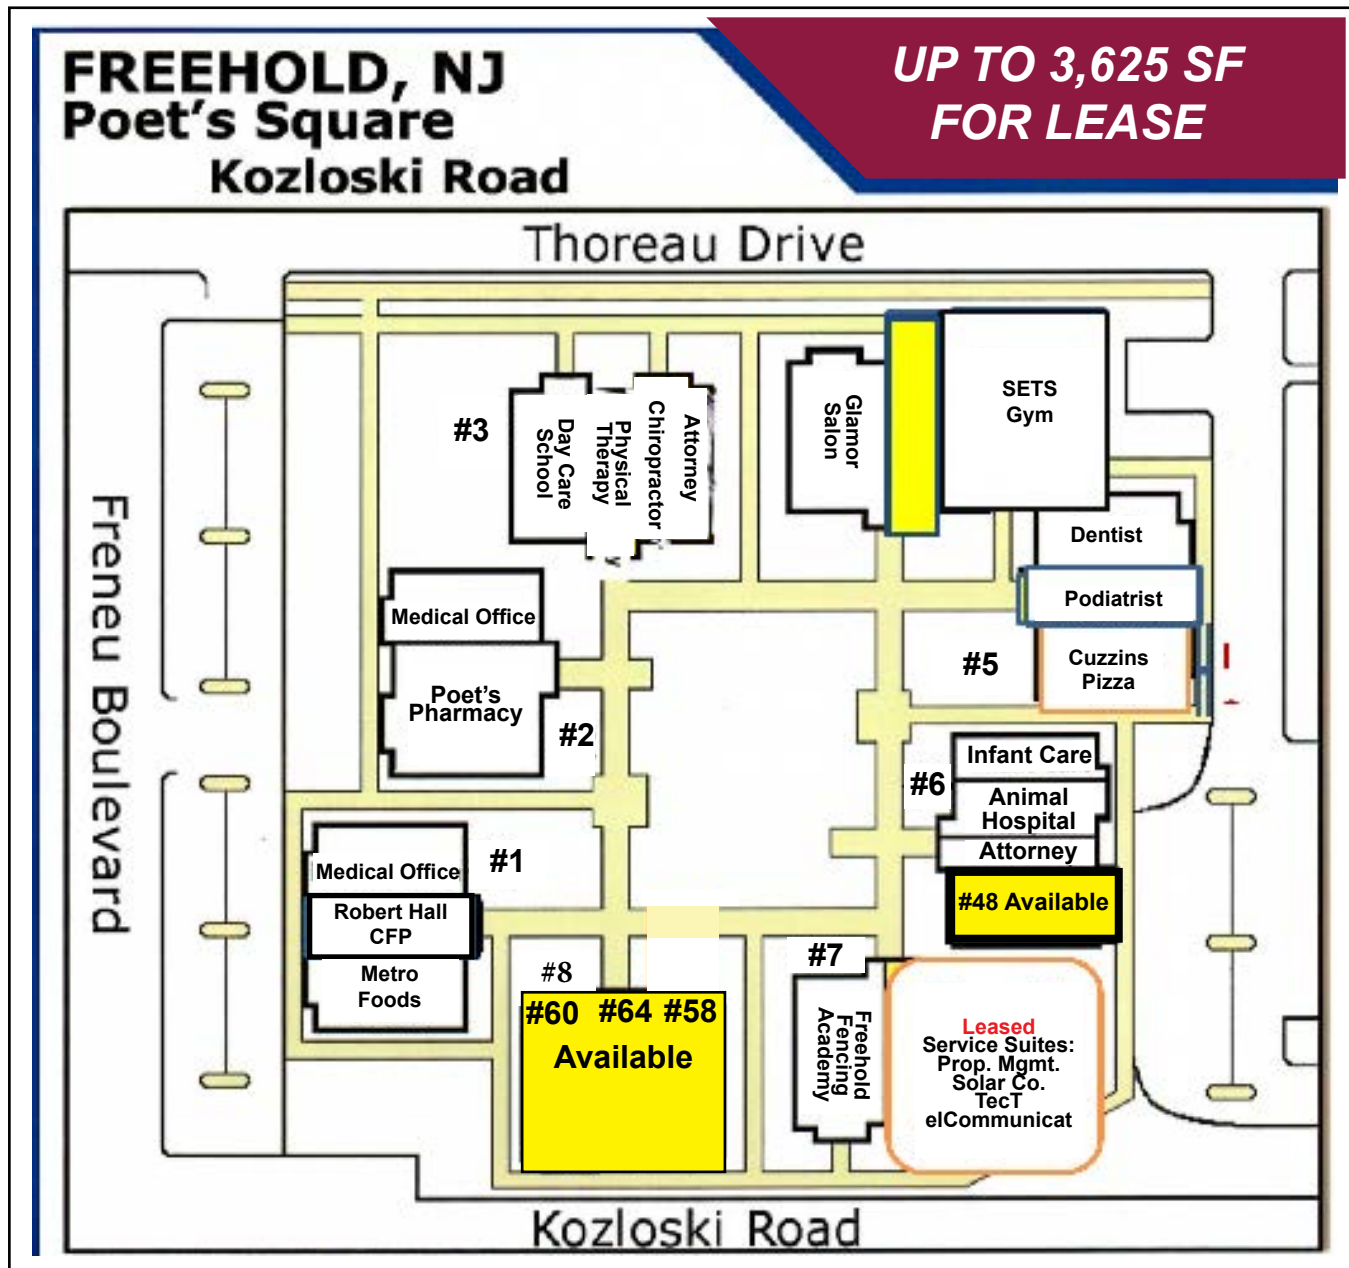 FREEHOLD, NJ
Poet's Square
Kozloski Road
UP TO 3,625 SF
FOR LEASE
Thoreau Drive
Freneu Boulevard
#3
Day Care
School
Physical
Therapy
Chiropractor
Attorney
Glamor
Salon
SETS
Gym
Dentist
Podiatrist
Cuzzins
Pizza
#5
Medical Office
Poet's
Pharmacy
#2
#6
Infant Care
Animal
Hospital
Attorney
#48 Available
#1
Medical Office
Robert Hall
CFP
Metro
Foods
#8
#60 #64 #58
Available
#7
Freehold
Fencing
Academy
Leased
Service Suites:
Prop. Mgmt.
Solar Co.
TecT
elCommunicat
Kozloski Road